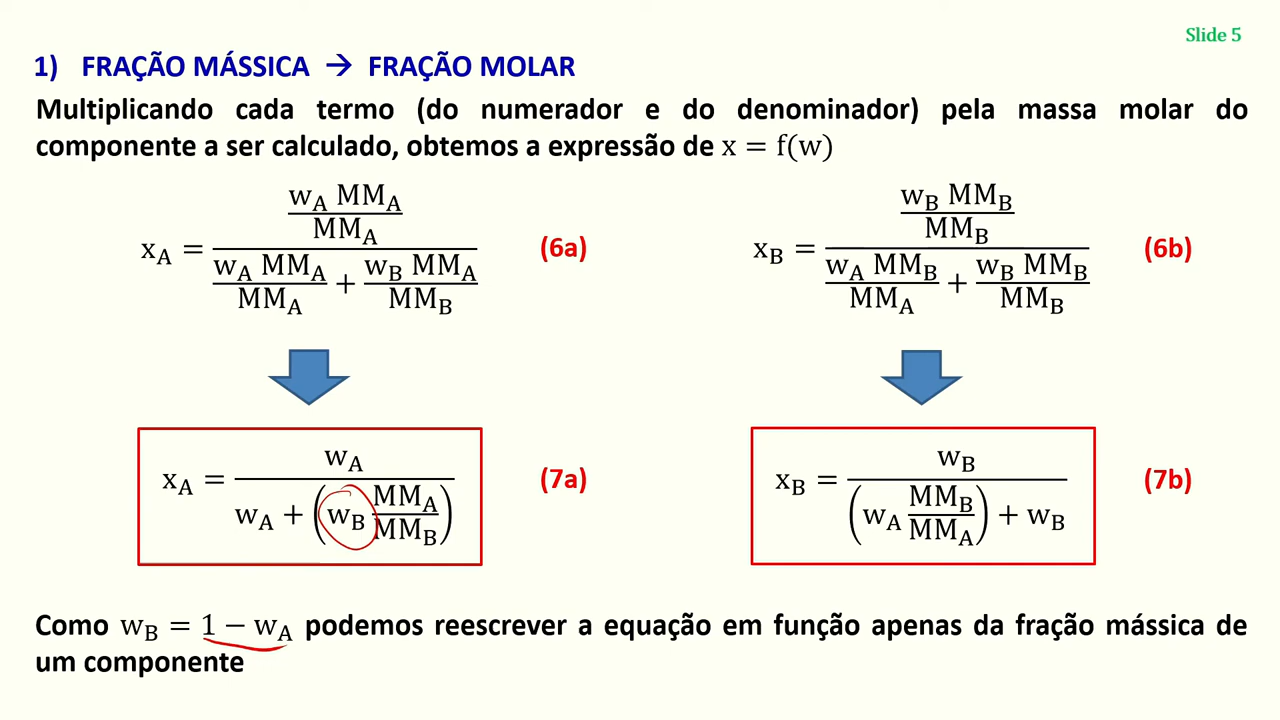 Slide 5
1) FRAÇÃO MÁSSICA → FRAÇÃO MOLAR
Multiplicando cada termo (do numerador e do denominador) pela massa molar do
componente a ser calculado, obtemos a expressão de x = f(w)
x_A = (w_A MM_A / MM_A) / (w_A MM_A / MM_A + w_B MM_A / MM_B) (6a)
x_B = (w_B MM_B / MM_B) / (w_A MM_B / MM_A + w_B MM_B / MM_B) (6b)
x_A = w_A / (w_A + (w_B MM_A / MM_B)) (7a)
x_B = w_B / ((w_A MM_B / MM_A) + w_B) (7b)
Como w_B = 1 − w_A podemos reescrever a equação em função apenas da fração mássica de
um componente